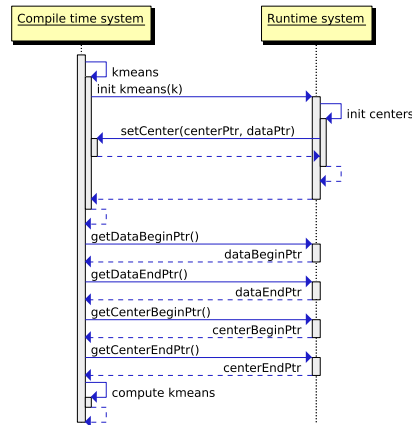 Compile time system
Runtime system
kmeans
init kmeans(k)
init centers
setCenter(centerPtr, dataPtr)
getDataBeginPtr()
dataBeginPtr
getDataEndPtr()
dataEndPtr
getCenterBeginPtr()
centerBeginPtr
getCenterEndPtr()
centerEndPtr
compute kmeans